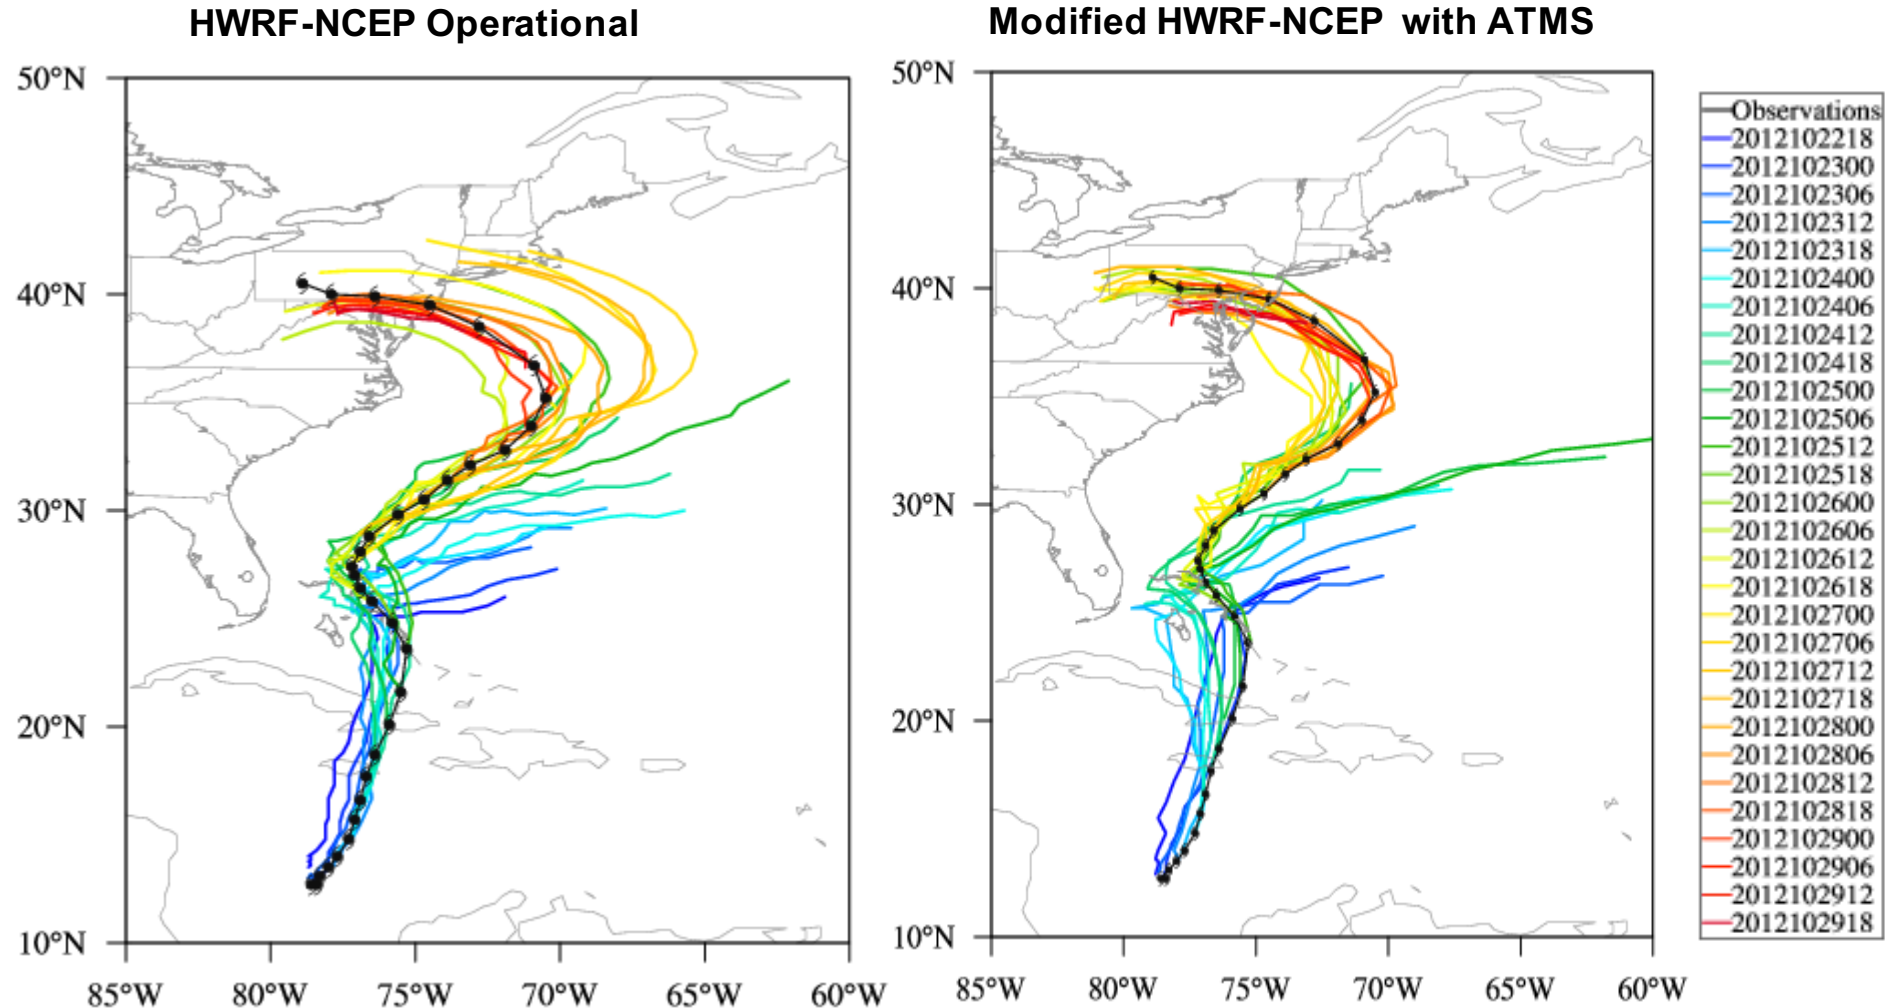 HWRF-NCEP Operational
Modified HWRF-NCEP with ATMS
50°N
40°N
30°N
20°N
10°N
85°W
80°W
75°W
70°W
65°W
60°W
50°N
40°N
30°N
20°N
10°N
85°W
80°W
75°W
70°W
65°W
60°W
Observations
2012102218
2012102300
2012102306
2012102312
2012102318
2012102400
2012102406
2012102412
2012102418
2012102500
2012102506
2012102512
2012102518
2012102600
2012102606
2012102612
2012102618
2012102700
2012102706
2012102712
2012102718
2012102800
2012102806
2012102812
2012102818
2012102900
2012102906
2012102912
2012102918